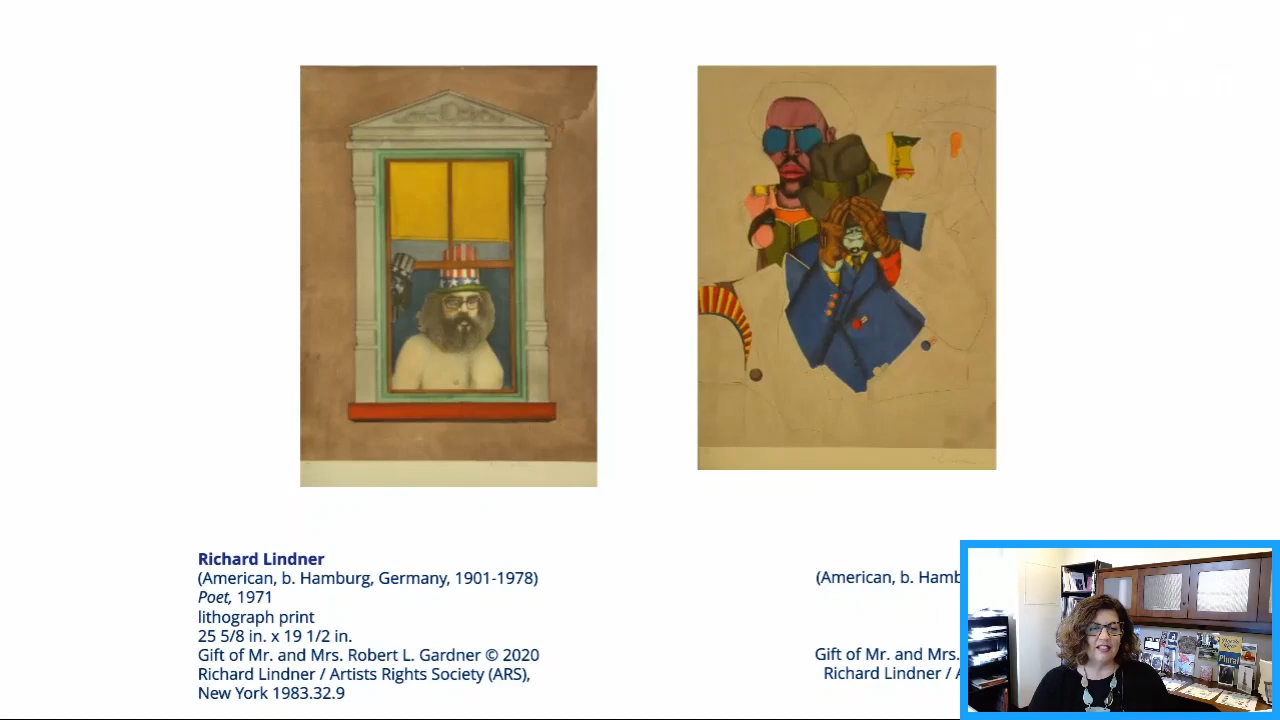 Richard Lindner
(American, b. Hamburg, Germany, 1901-1978)
Poet, 1971
lithograph print
25 5/8 in. x 19 1/2 in.
Gift of Mr. and Mrs. Robert L. Gardner © 2020
Richard Lindner / Artists Rights Society (ARS),
New York 1983.32.9
(American, b. Hamb
Gift of Mr. and Mrs.
Richard Lindner /
Plural